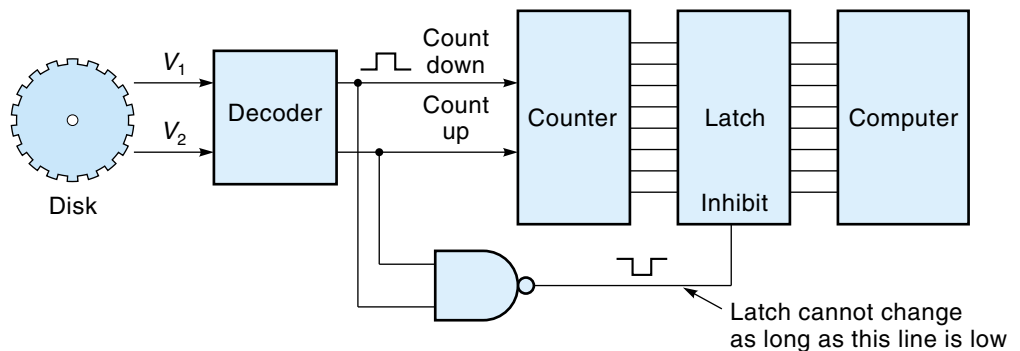 V1
V2
Disk
Decoder
Count
down
Count
up
Counter
Latch
Inhibit
Computer
Latch cannot change
as long as this line is low